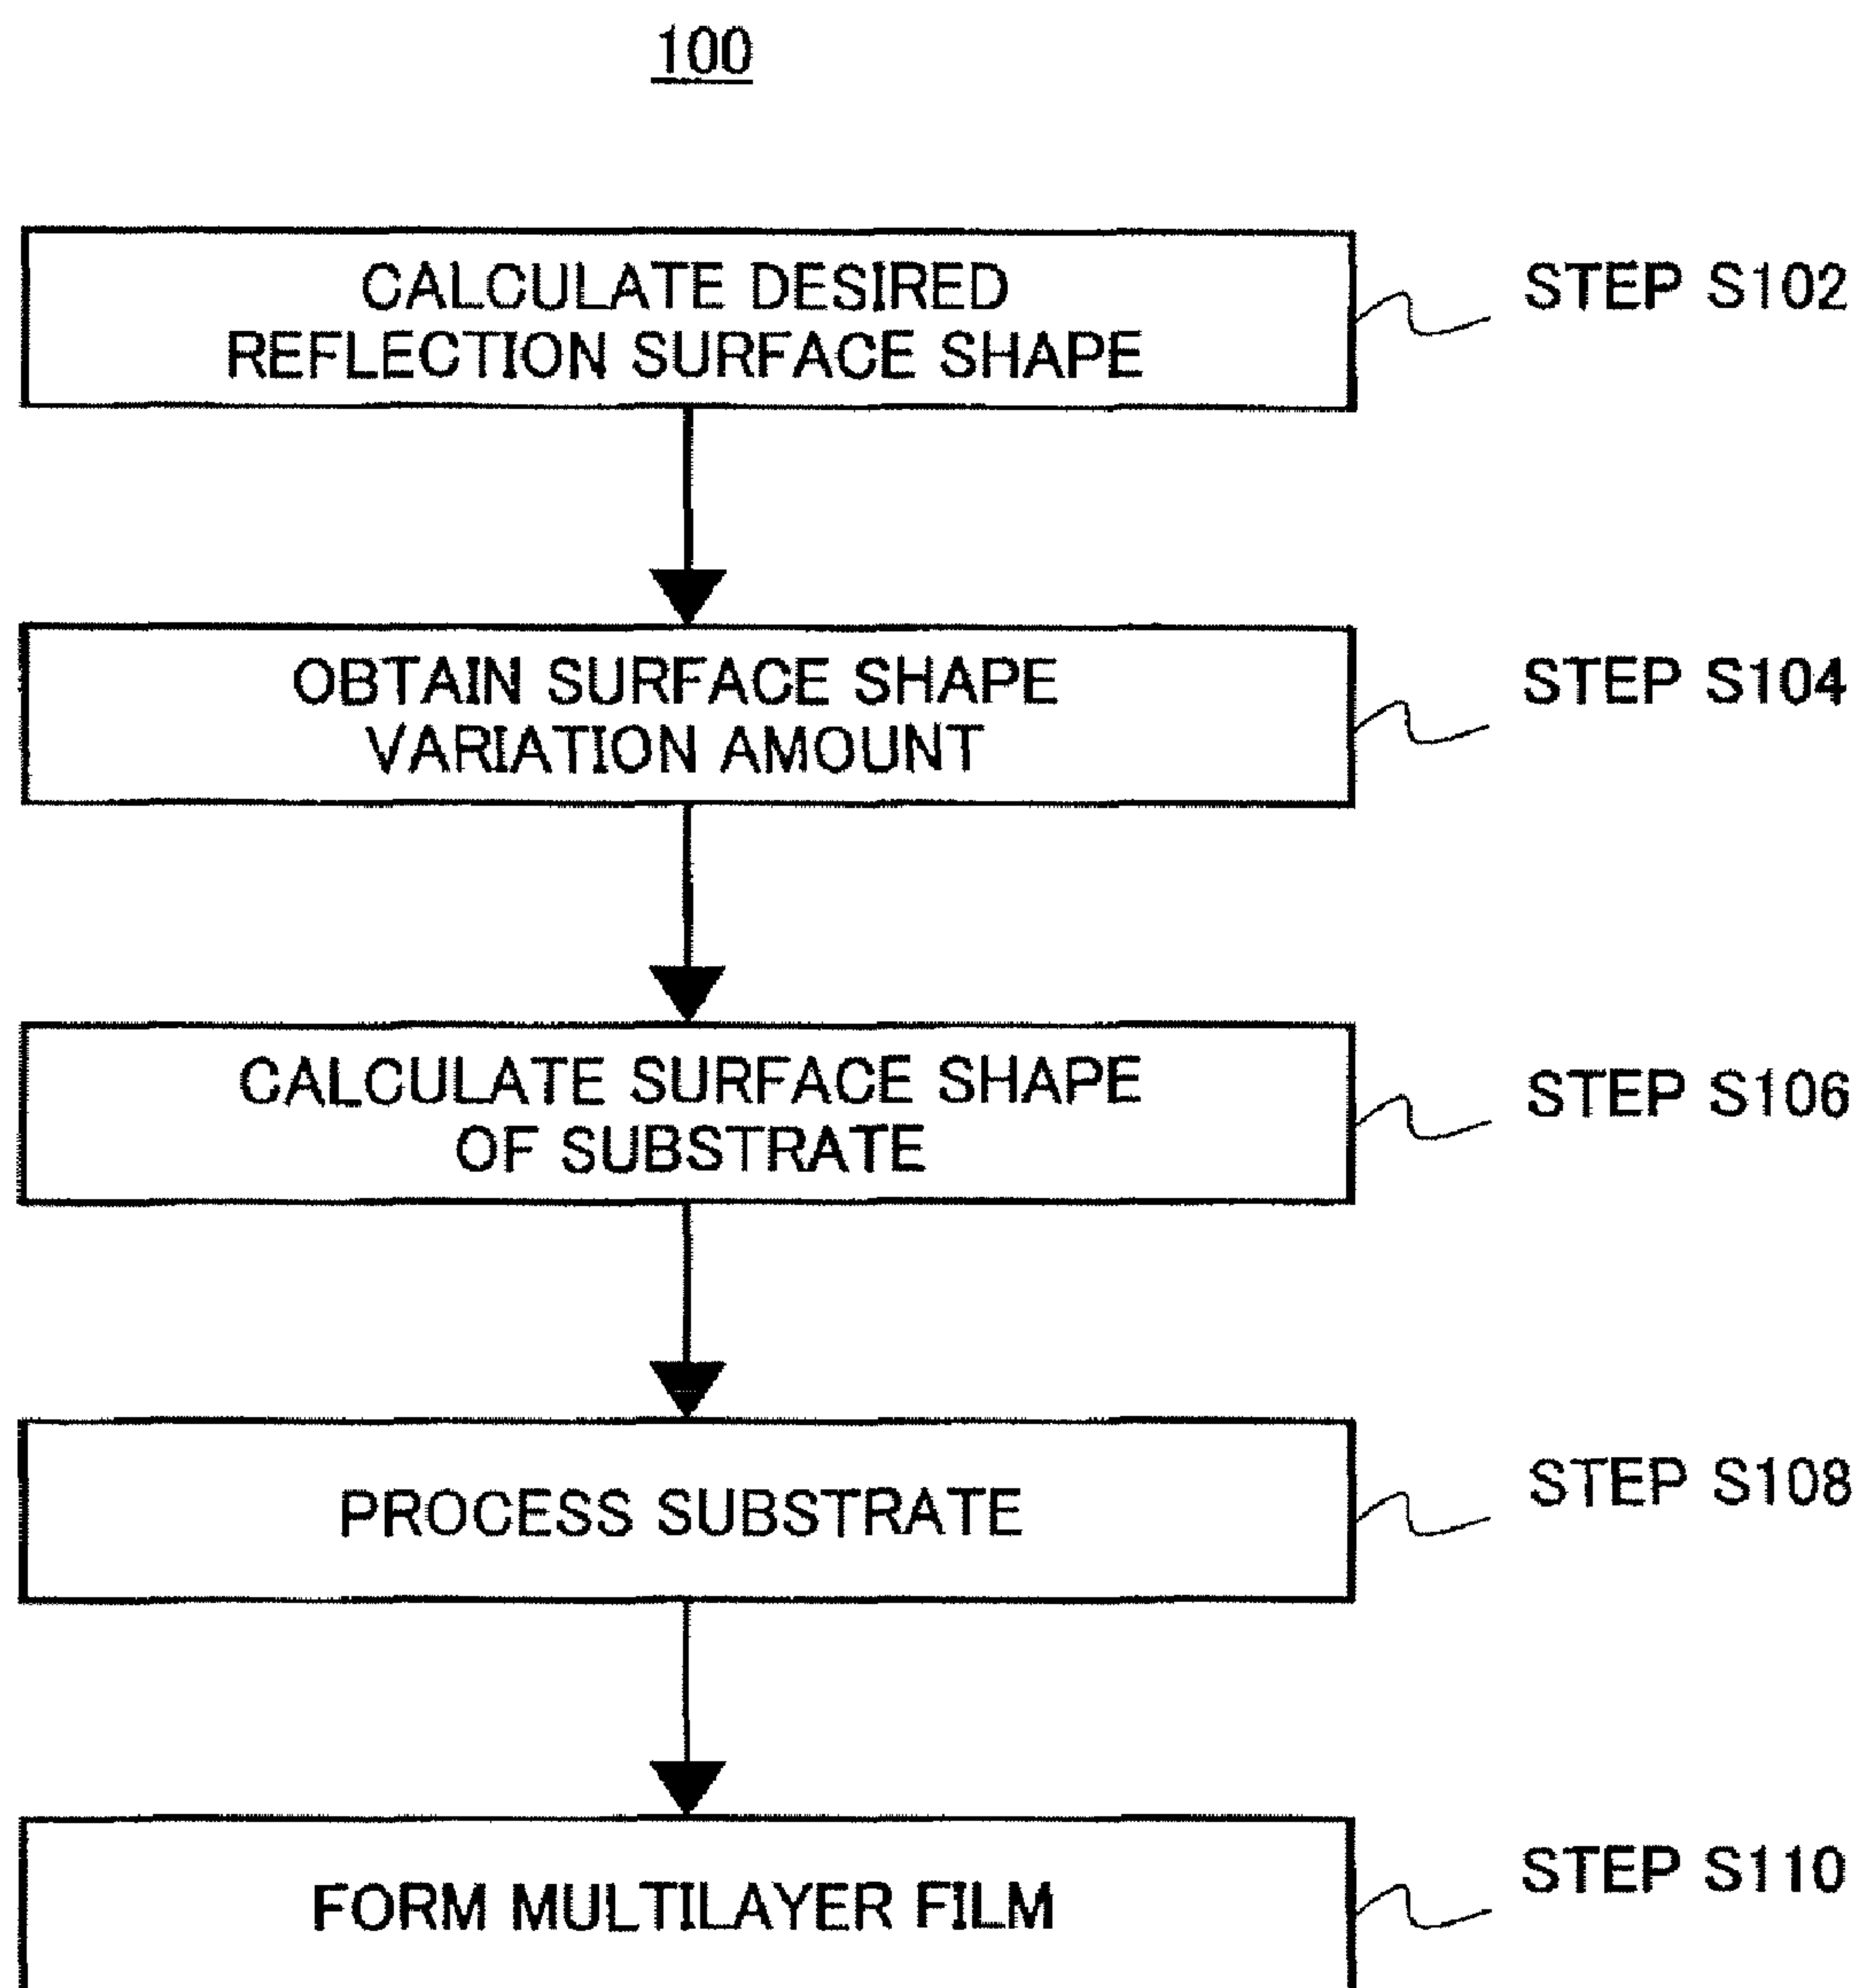 100
CALCULATE DESIRED
REFLECTION SURFACE SHAPE
STEP S102
OBTAIN SURFACE SHAPE
VARIATION AMOUNT
STEP S104
CALCULATE SURFACE SHAPE
OF SUBSTRATE
STEP S106
PROCESS SUBSTRATE
STEP S108
FORM MULTILAYER FILM
STEP S110